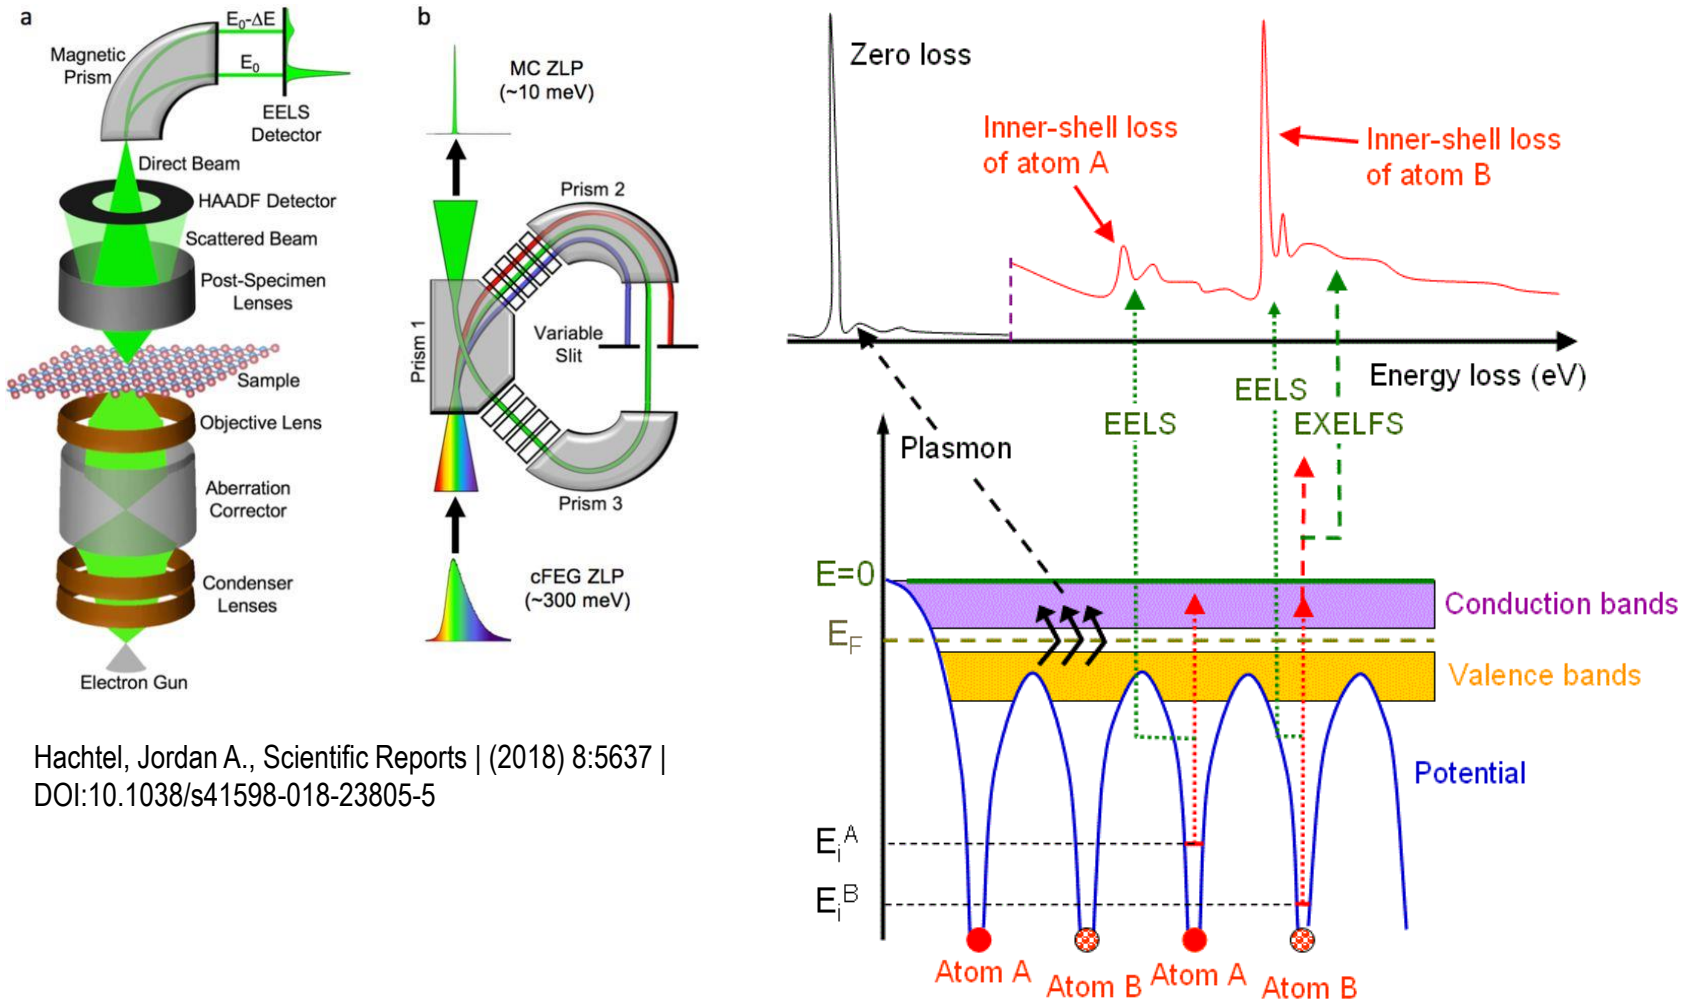 a
E₀-ΔE
Magnetic
Prism
E₀
EELS
Detector
Direct Beam
HAADF Detector
Scattered Beam
Post-Specimen
Lenses
Sample
Objective Lens
Aberration
Corrector
Condenser
Lenses
Electron Gun
b
MC ZLP
(~10 meV)
Prism 2
Prism 1
Variable
Slit
Prism 3
cFEG ZLP
(~300 meV)
Hachtel, Jordan A., Scientific Reports | (2018) 8:5637 |
DOI:10.1038/s41598-018-23805-5
Zero loss
Inner-shell loss
of atom A
Inner-shell loss
of atom B
Energy loss (eV)
EELS
EELS
EXELFS
Plasmon
E=0
Conduction bands
E_F
Valence bands
Potential
E_i^A
E_i^B
Atom A
Atom B
Atom A
Atom B